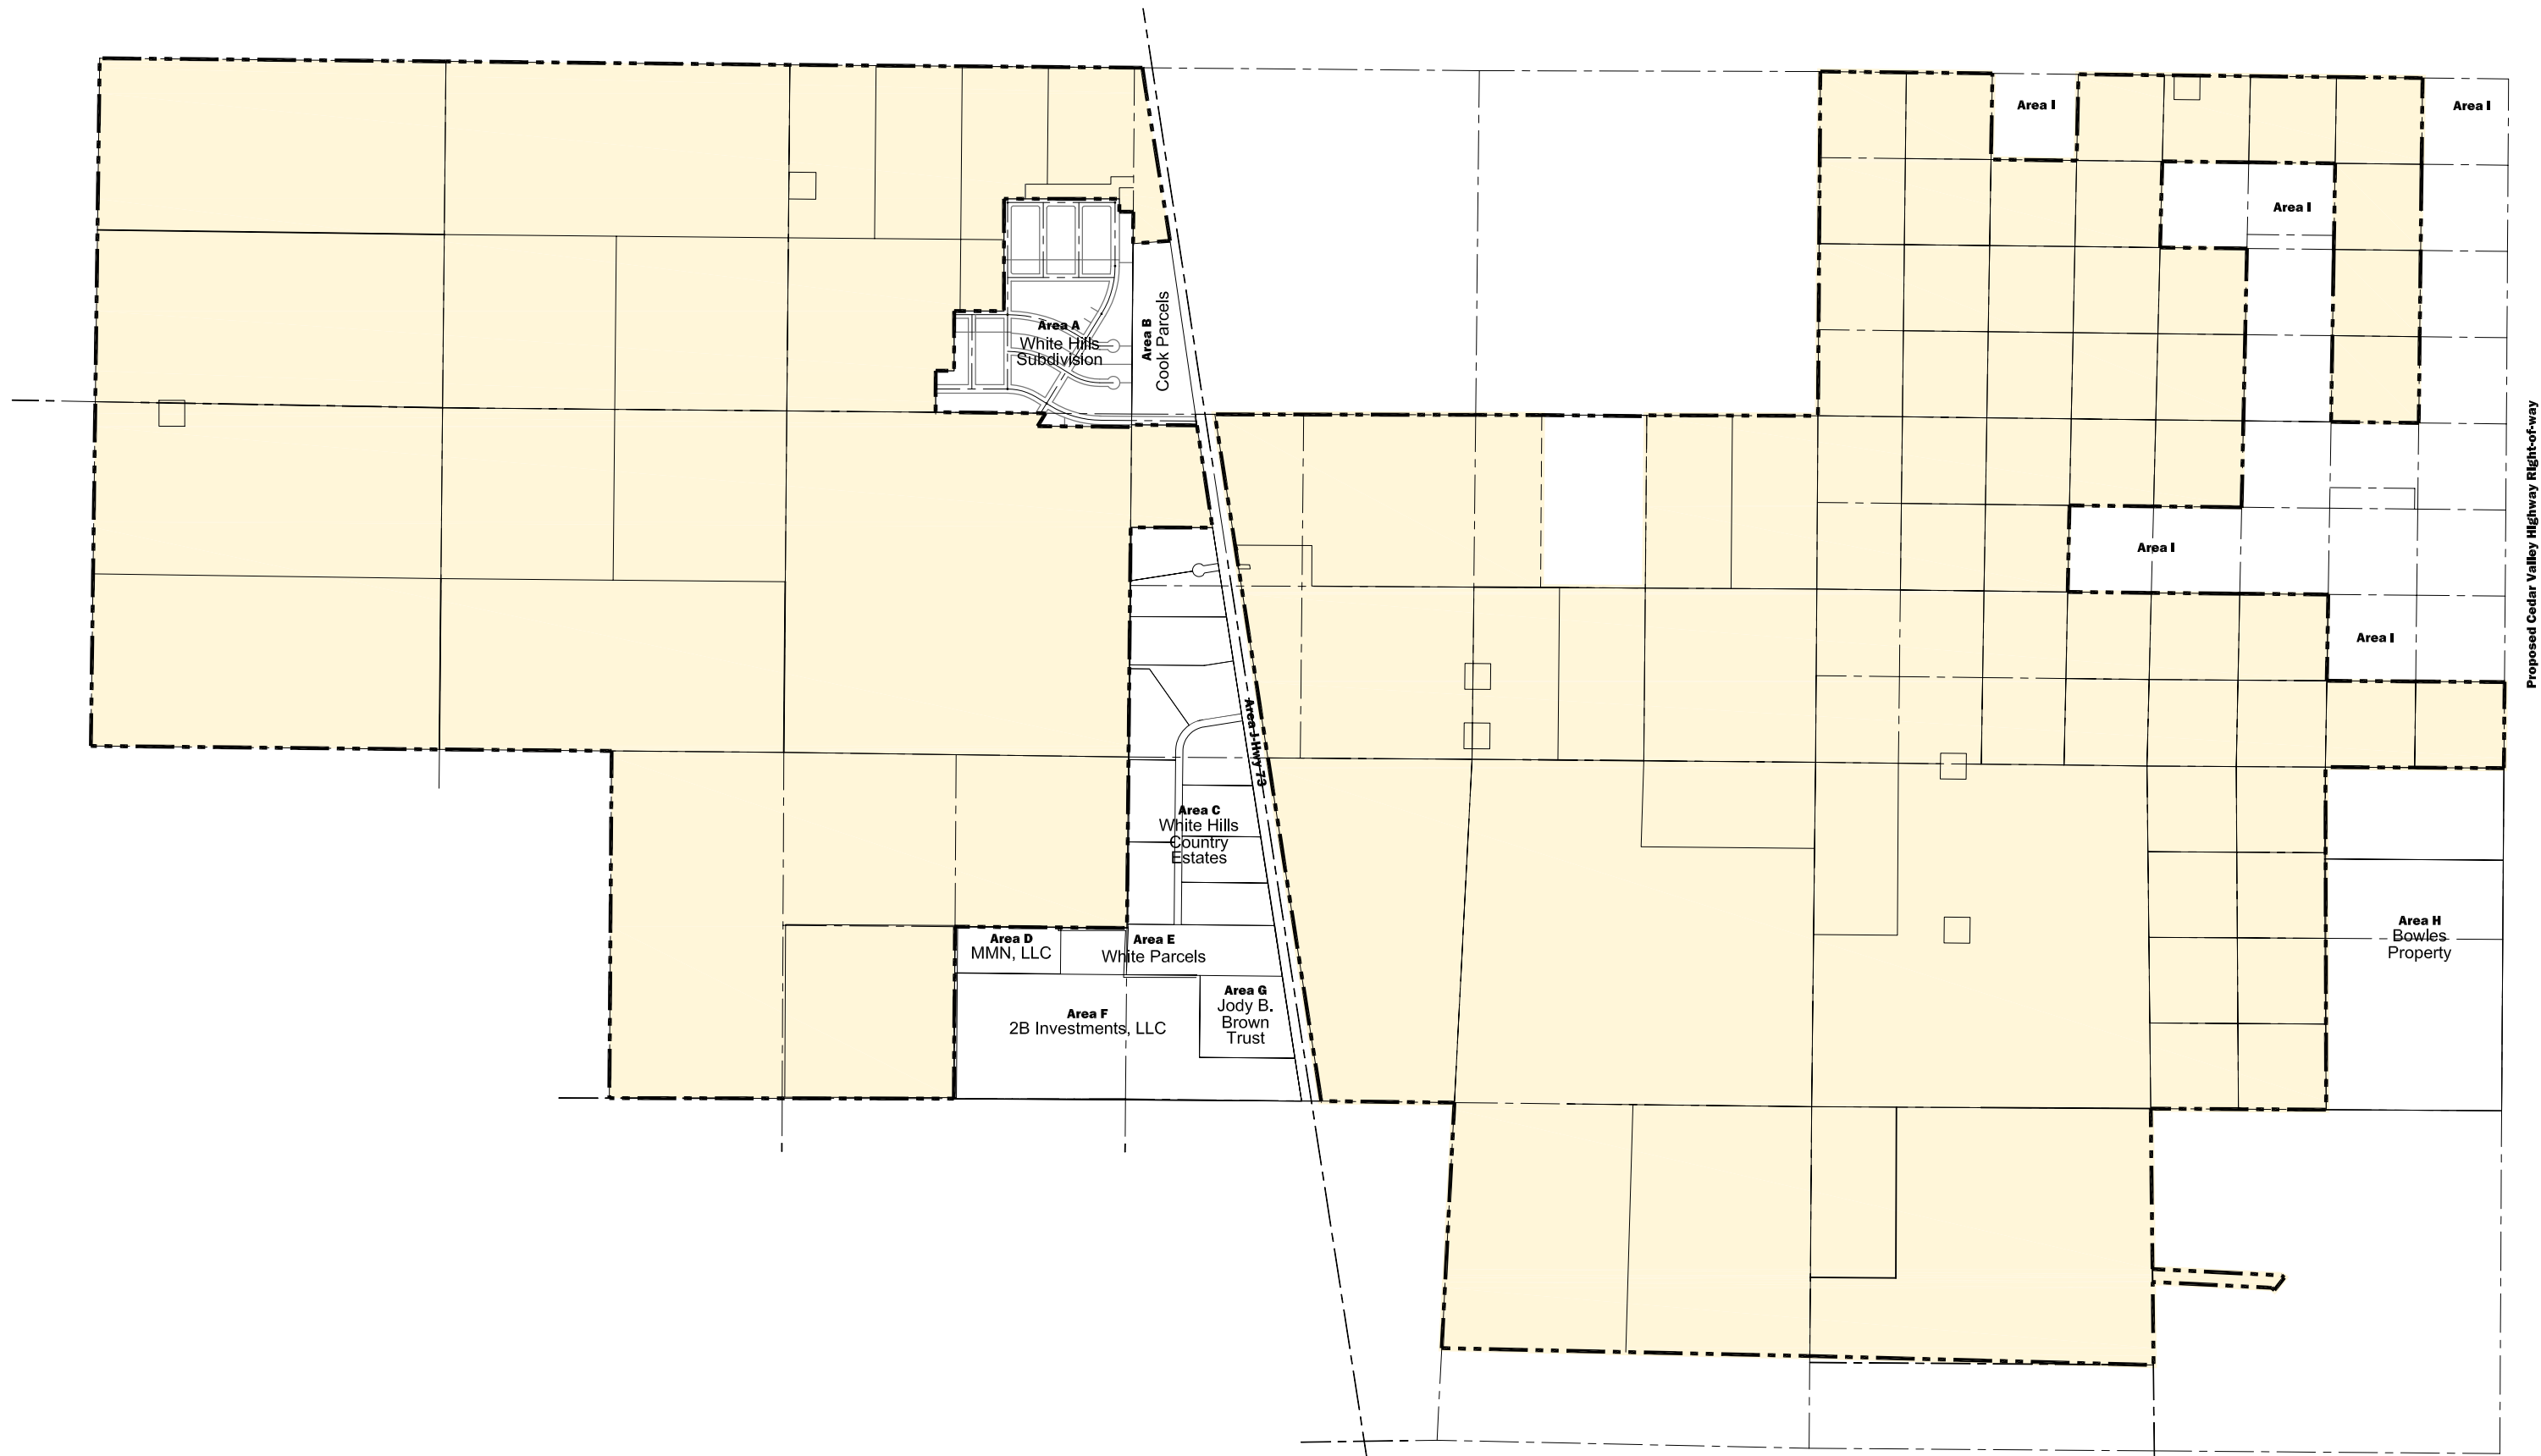 Area I
Area I
Area I
Area A
White Hills
Subdivision
Area B
Cook Parcels
Area I
Area I
Proposed Cedar Valley Highway Right-of-way
Area J-Hwy 73
Area C
White Hills
Country
Estates
Area D
MMN, LLC
Area E
White Parcels
Area F
2B Investments, LLC
Area G
Jody B.
Brown
Trust
Area H
Bowles
Property